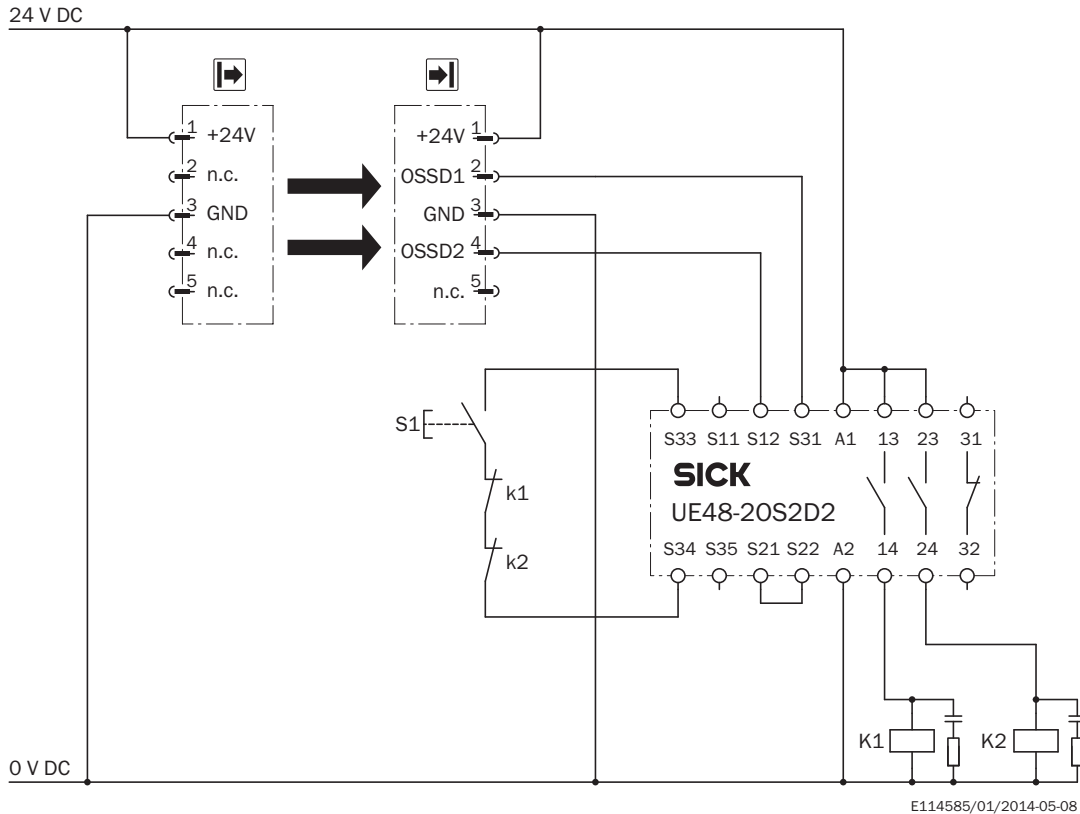 24 V DC
1 +24V
2 n.c.
3 GND
4 n.c.
5 n.c.
+24V 1
OSSD1 2
GND 3
OSSD2 4
n.c. 5
S1
k1
k2
S33 S11 S12 S31 A1 13 23 31
SICK
UE48-2OS2D2
S34 S35 S21 S22 A2 14 24 32
K1
K2
0 V DC
E114585/01/2014-05-08